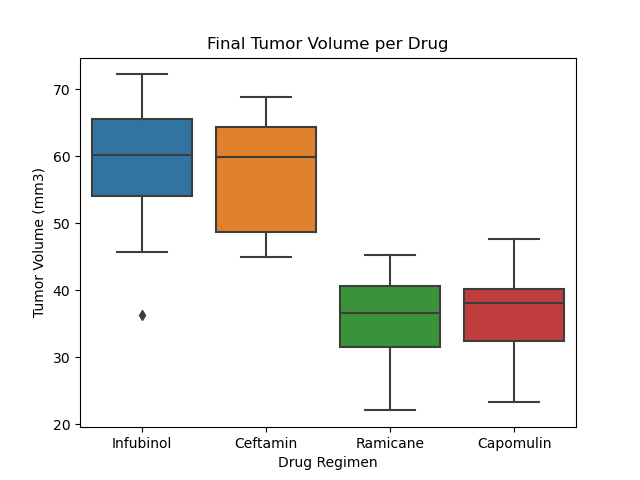 Final Tumor Volume per Drug
70
60
50
40
30
20
Tumor Volume (mm3)
Infubinol Ceftamin Ramicane Capomulin
Drug Regimen